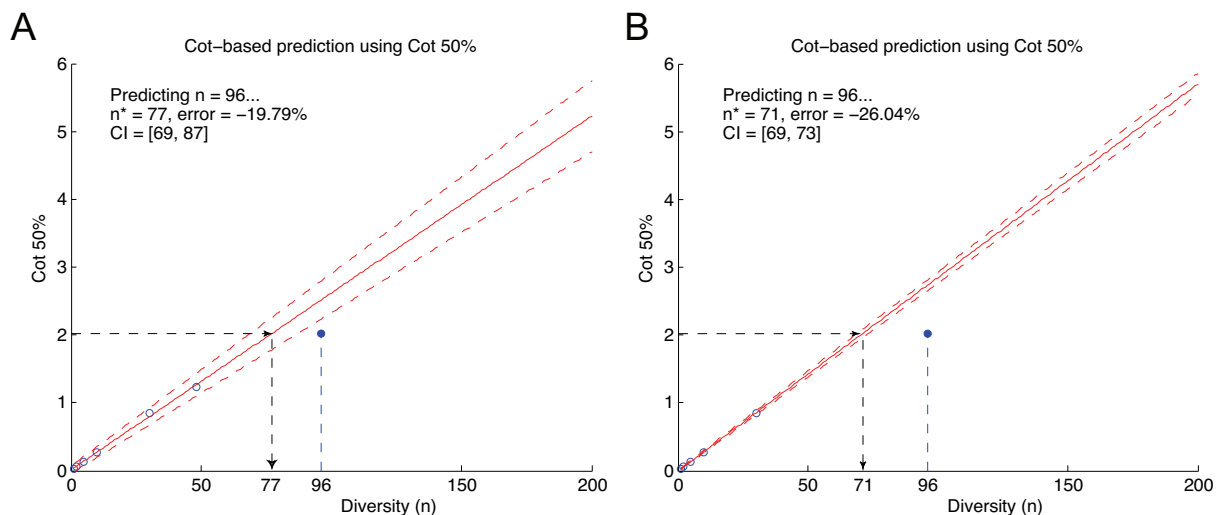 A
Cot−based prediction using Cot 50%
Predicting n = 96...
n* = 77, error = −19.79%
CI = [69, 87]
6
5
4
3
2
1
0
Cot 50%
0
50
77
96
150
200
Diversity (n)
B
Cot−based prediction using Cot 50%
Predicting n = 96...
n* = 71, error = −26.04%
CI = [69, 73]
6
5
4
3
2
1
0
Cot 50%
0
50
71
96
150
200
Diversity (n)